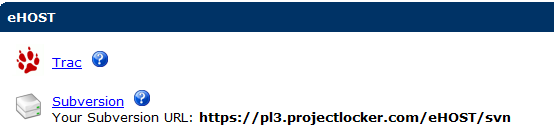 eHOST
Trac
Subversion
Your Subversion URL: https://pl3.projectlocker.com/eHOST/svn